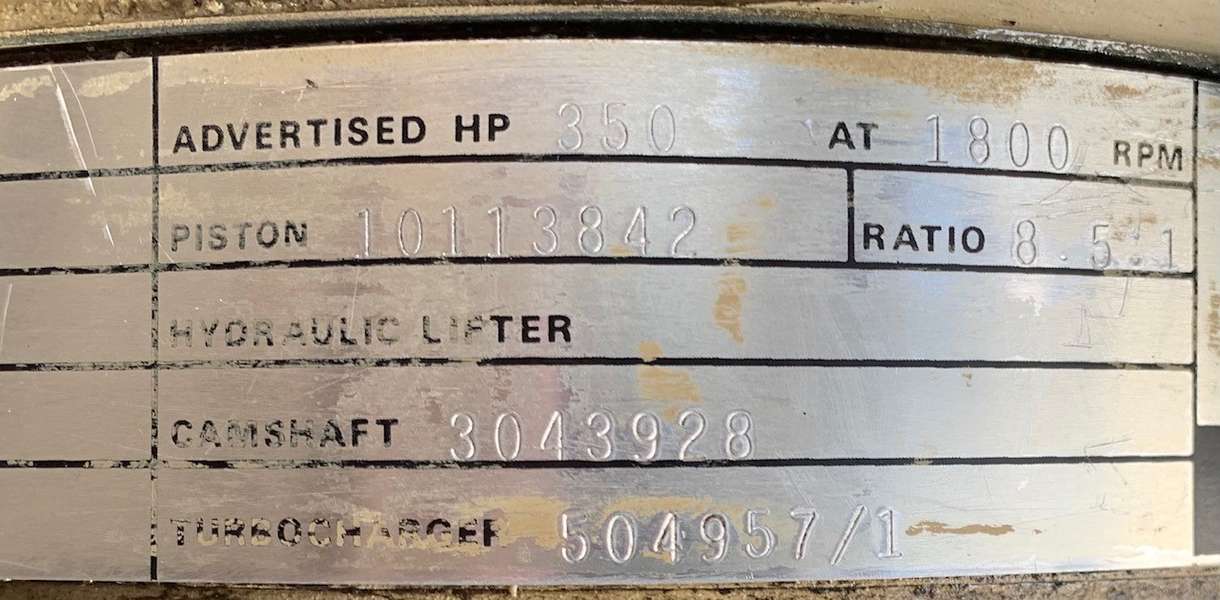 ADVERTISED HP 350 AT 1800 RPM
PISTON 10113842 RATIO 8.5:1
HYDRAULIC LIFTER
CAMSHAFT 3043928
TURBOCHARGER 504957/1